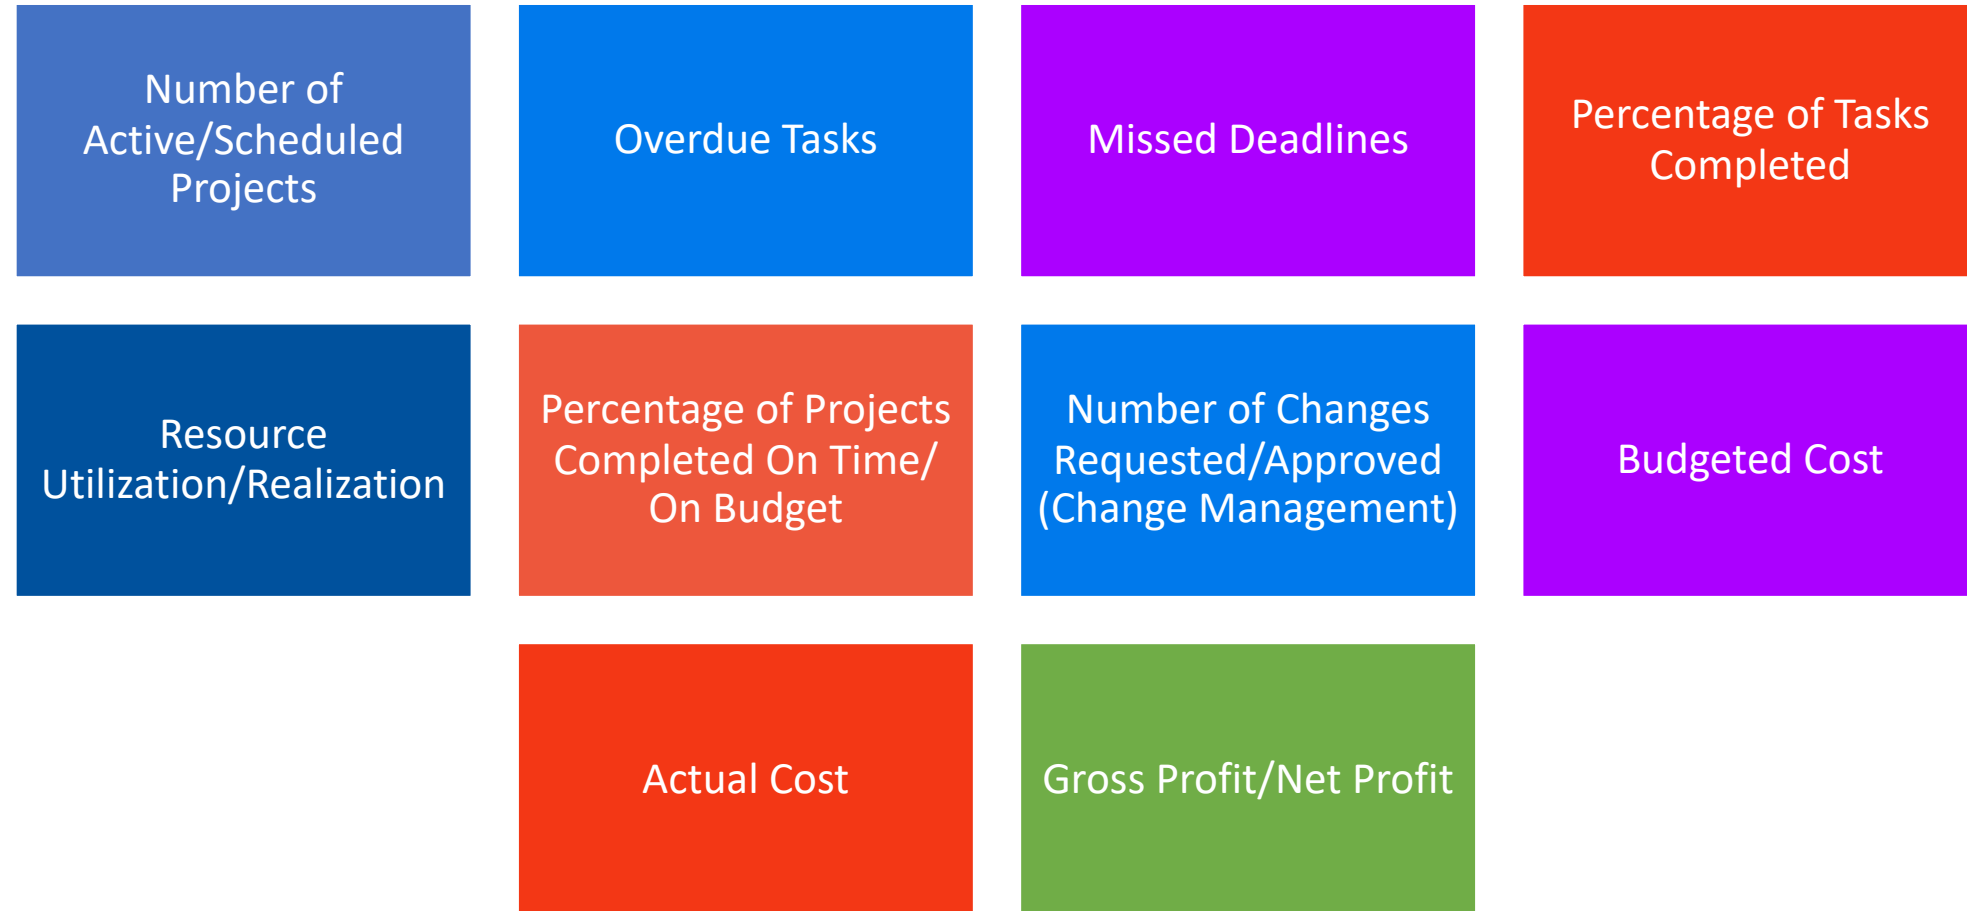 Number of
Active/Scheduled
Projects
Overdue Tasks
Missed Deadlines
Percentage of Tasks
Completed
Resource
Utilization/Realization
Percentage of Projects
Completed On Time/
On Budget
Number of Changes
Requested/Approved
(Change Management)
Budgeted Cost
Actual Cost
Gross Profit/Net Profit